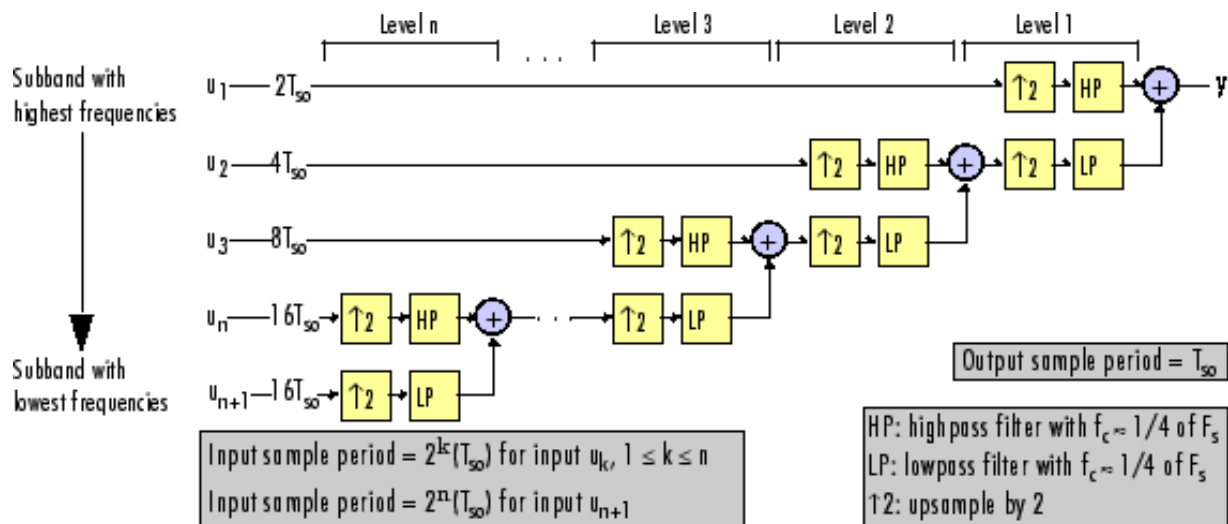 Level n
. . . .
Level 3
Level 2
Level 1
Subband with
highest frequencies
u₁ 2Tₛₒ ↑2 HP + y
u₂ 4Tₛₒ ↑2 HP + ↑2 LP
u₃ 8Tₛₒ ↑2 HP + ↑2 LP
uₙ 16Tₛₒ ↑2 HP + . . . ↑2 LP
Subband with
lowest frequencies
uₙ₊₁ 16Tₛₒ ↑2 LP
Output sample period = Tₛₒ
Input sample period = 2ᵏ(Tₛₒ) for input uₖ, 1 ≤ k ≤ n
Input sample period = 2ⁿ(Tₛₒ) for input uₙ₊₁
HP: highpass filter with f_c ≈ 1/4 of Fₛ
LP: lowpass filter with f_c ≈ 1/4 of Fₛ
↑2: upsample by 2